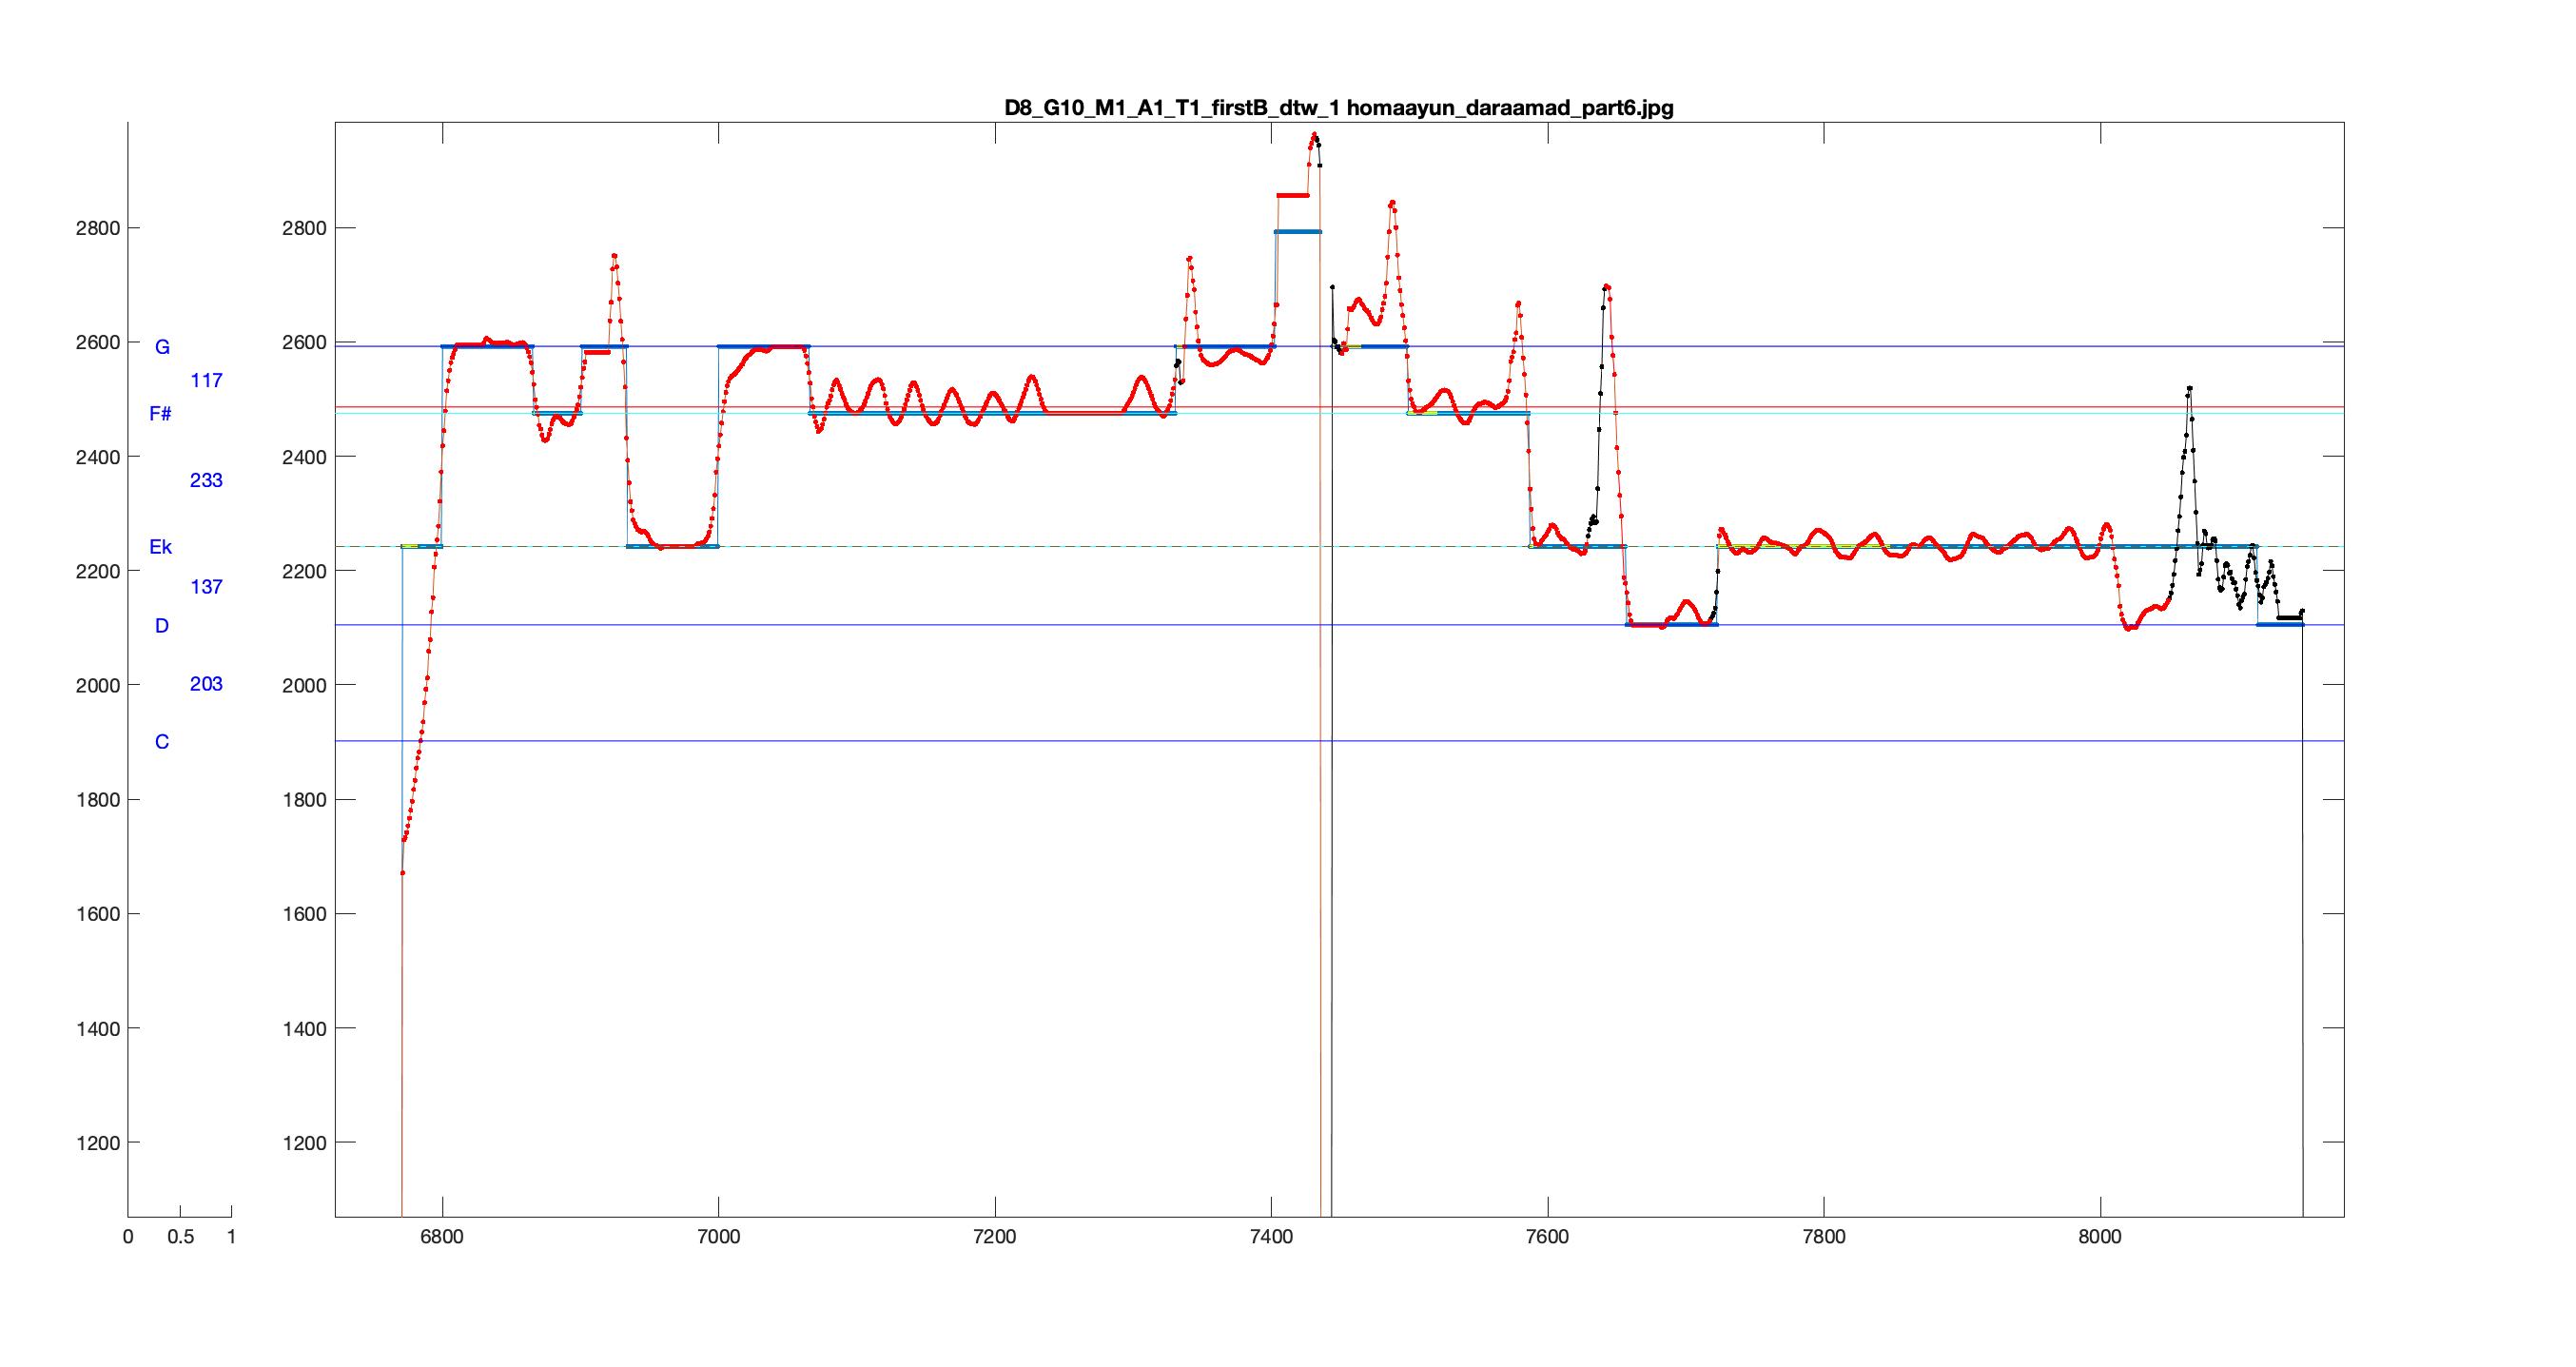 D8_G10_M1_A1_T1_firstB_dtw_1 homaayun_daraamad_part6.jpg
2800 2800
2600 G 2600
117
F#
2400 2400
233
Ek
2200 2200
137
D
2000 203 2000
C
1800 1800
1600 1600
1400 1400
1200 1200
0 0.5 1 6800 7000 7200 7400 7600 7800 8000